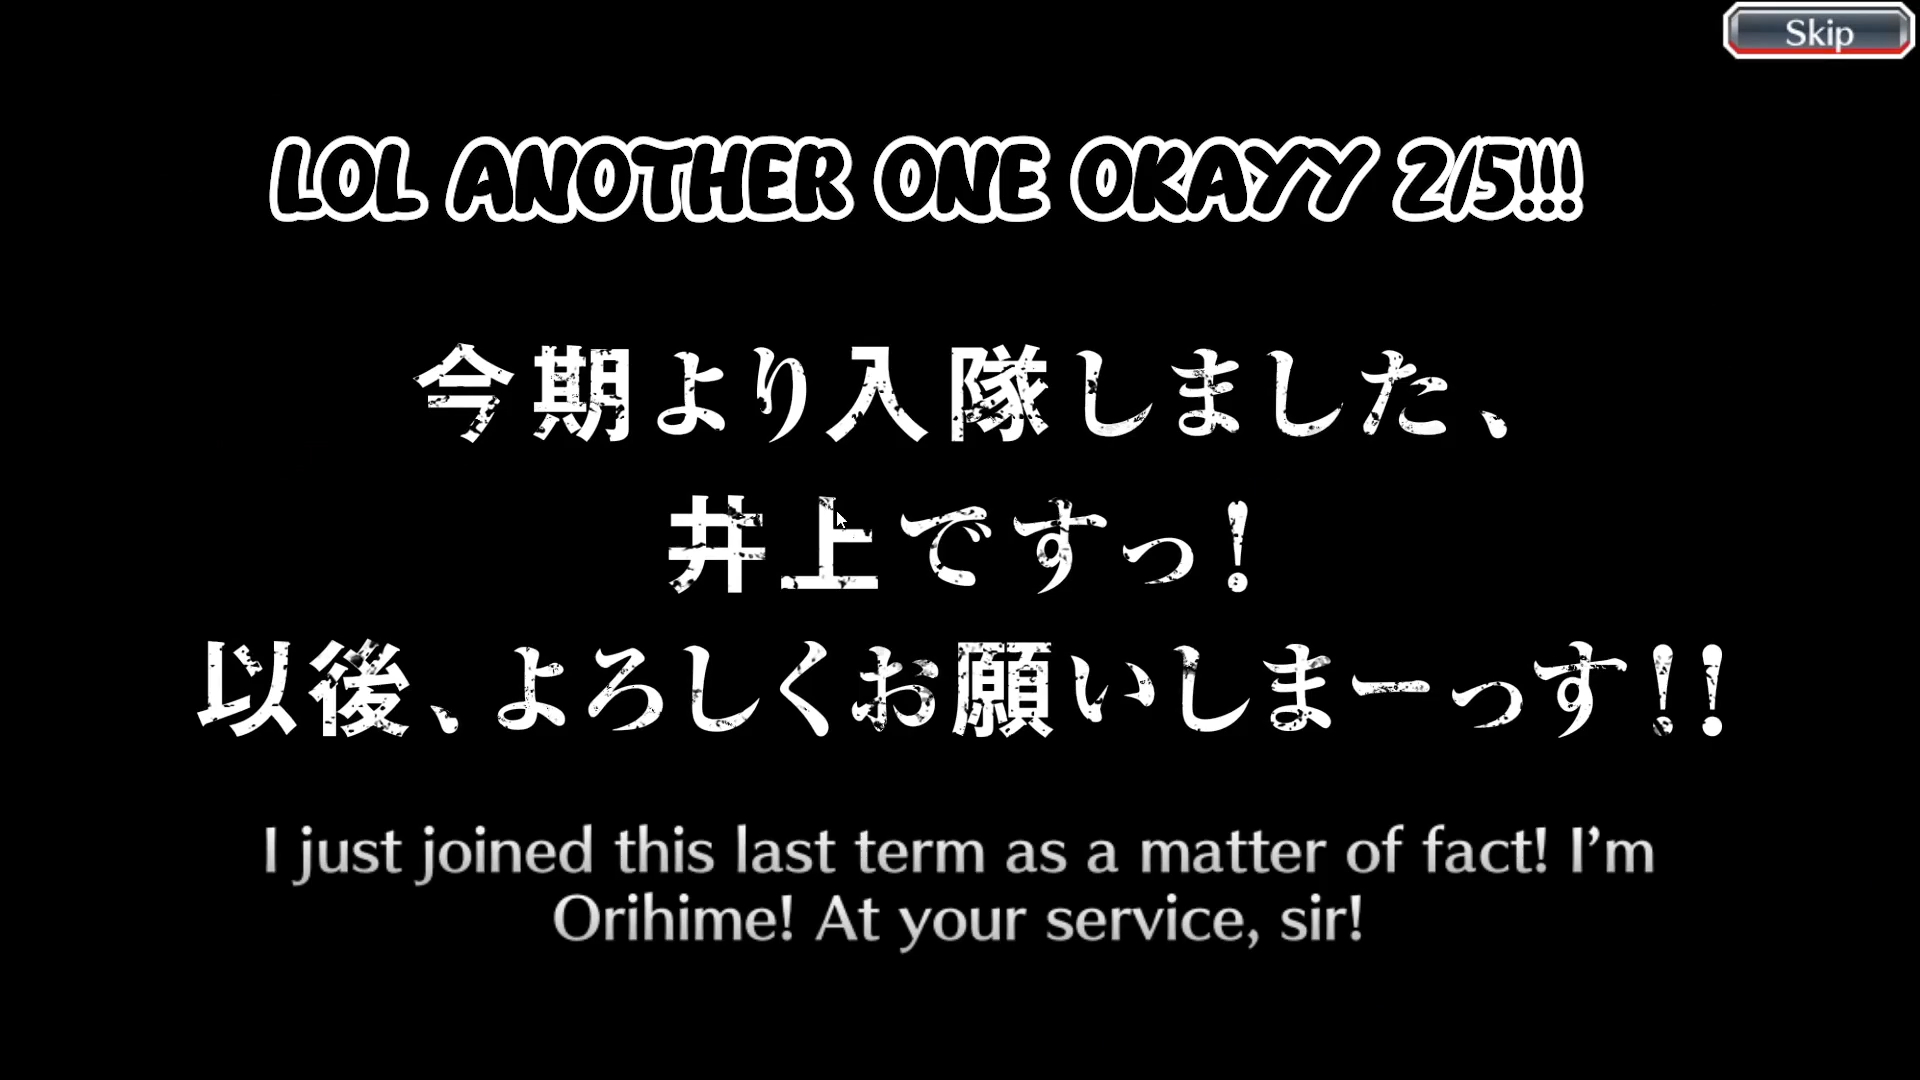 Skip
LOL ANOTHER ONE OKAYY 2/5!!!
今期より入隊しました、
井上ですっ!
以後、よろしくお願いしまーっす!!
I just joined this last term as a matter of fact! I’m
Orihime! At your service, sir!